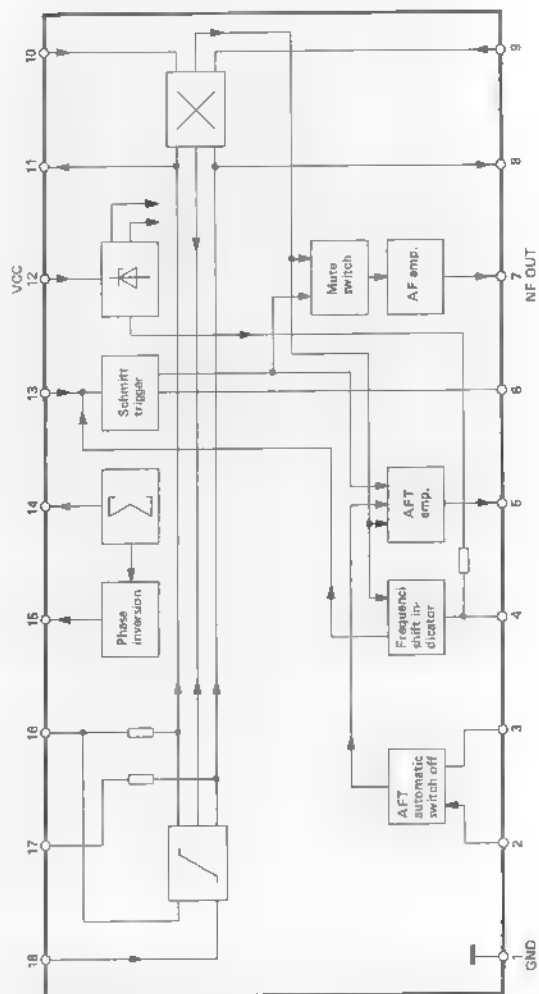 VCC
18 17 16 15 14 13 12 11 10
Phase
inversion
Σ
Schmitt
trigger
Mute
switch
AFT
automatic
switch off
Frequenci
shift in-
dicator
AFT
amp.
AF amp.
1 2 3 4 5 6 7 8 9
GND
NF OUT